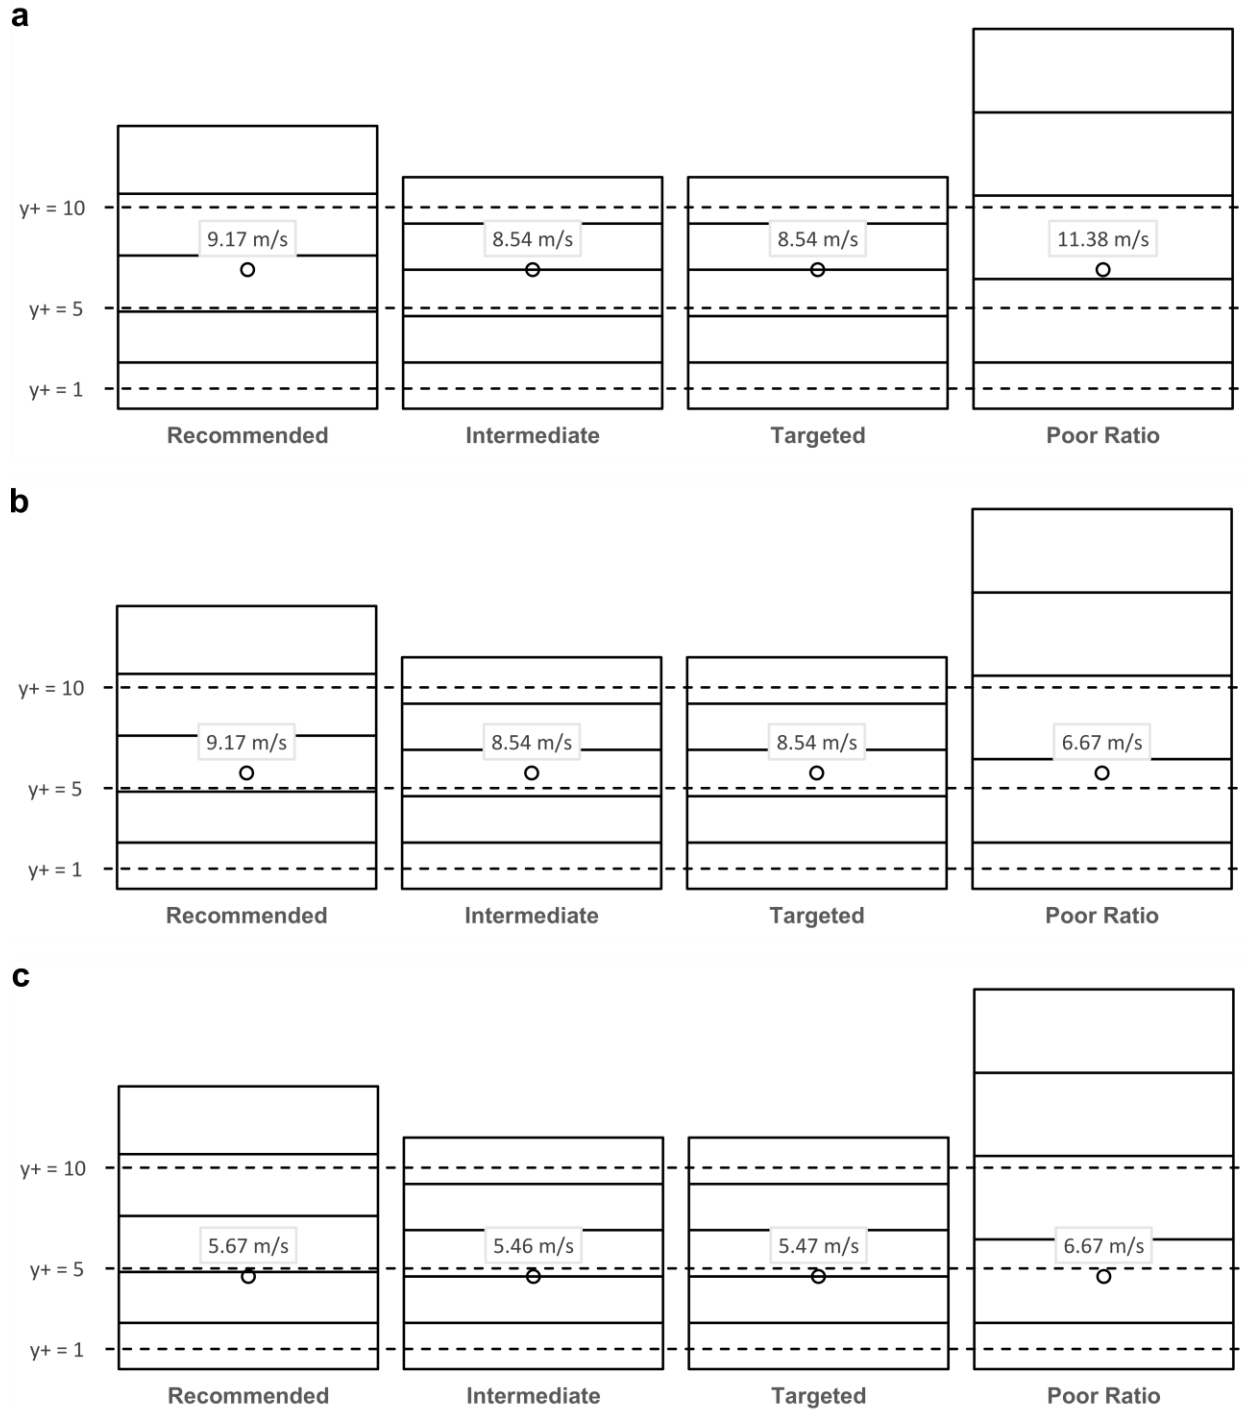 a
y+ = 10
9.17 m/s
8.54 m/s
8.54 m/s
11.38 m/s
y+ = 5
y+ = 1
Recommended
Intermediate
Targeted
Poor Ratio
b
y+ = 10
9.17 m/s
8.54 m/s
8.54 m/s
6.67 m/s
y+ = 5
y+ = 1
Recommended
Intermediate
Targeted
Poor Ratio
c
y+ = 10
5.67 m/s
5.46 m/s
5.47 m/s
6.67 m/s
y+ = 5
y+ = 1
Recommended
Intermediate
Targeted
Poor Ratio